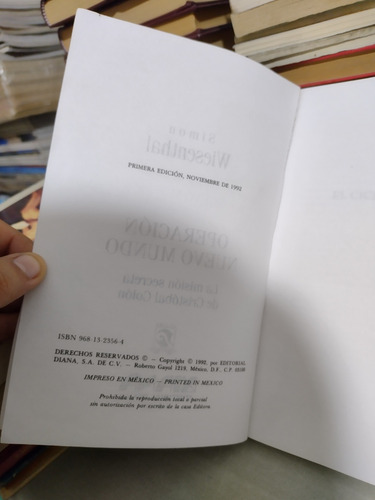 Simon
Wiesenthal
PRIMERA EDICIÓN, NOVIEMBRE DE 1992
OPERACIÓN
NUEVO MUNDO
La misión secreta
de Cristóbal Colón
ISBN 968-13-2356-4
DERECHOS RESERVADOS © — Copyright © 1992, por EDITORIAL
DIANA, S.A. DE C.V. — Roberto Gayol 1219, México, D.F., C.P.
IMPRESO EN MÉXICO — PRINTED IN MEXICO
Prohibida la reproducción total o parcial
sin autorización por escrito de la casa Editora